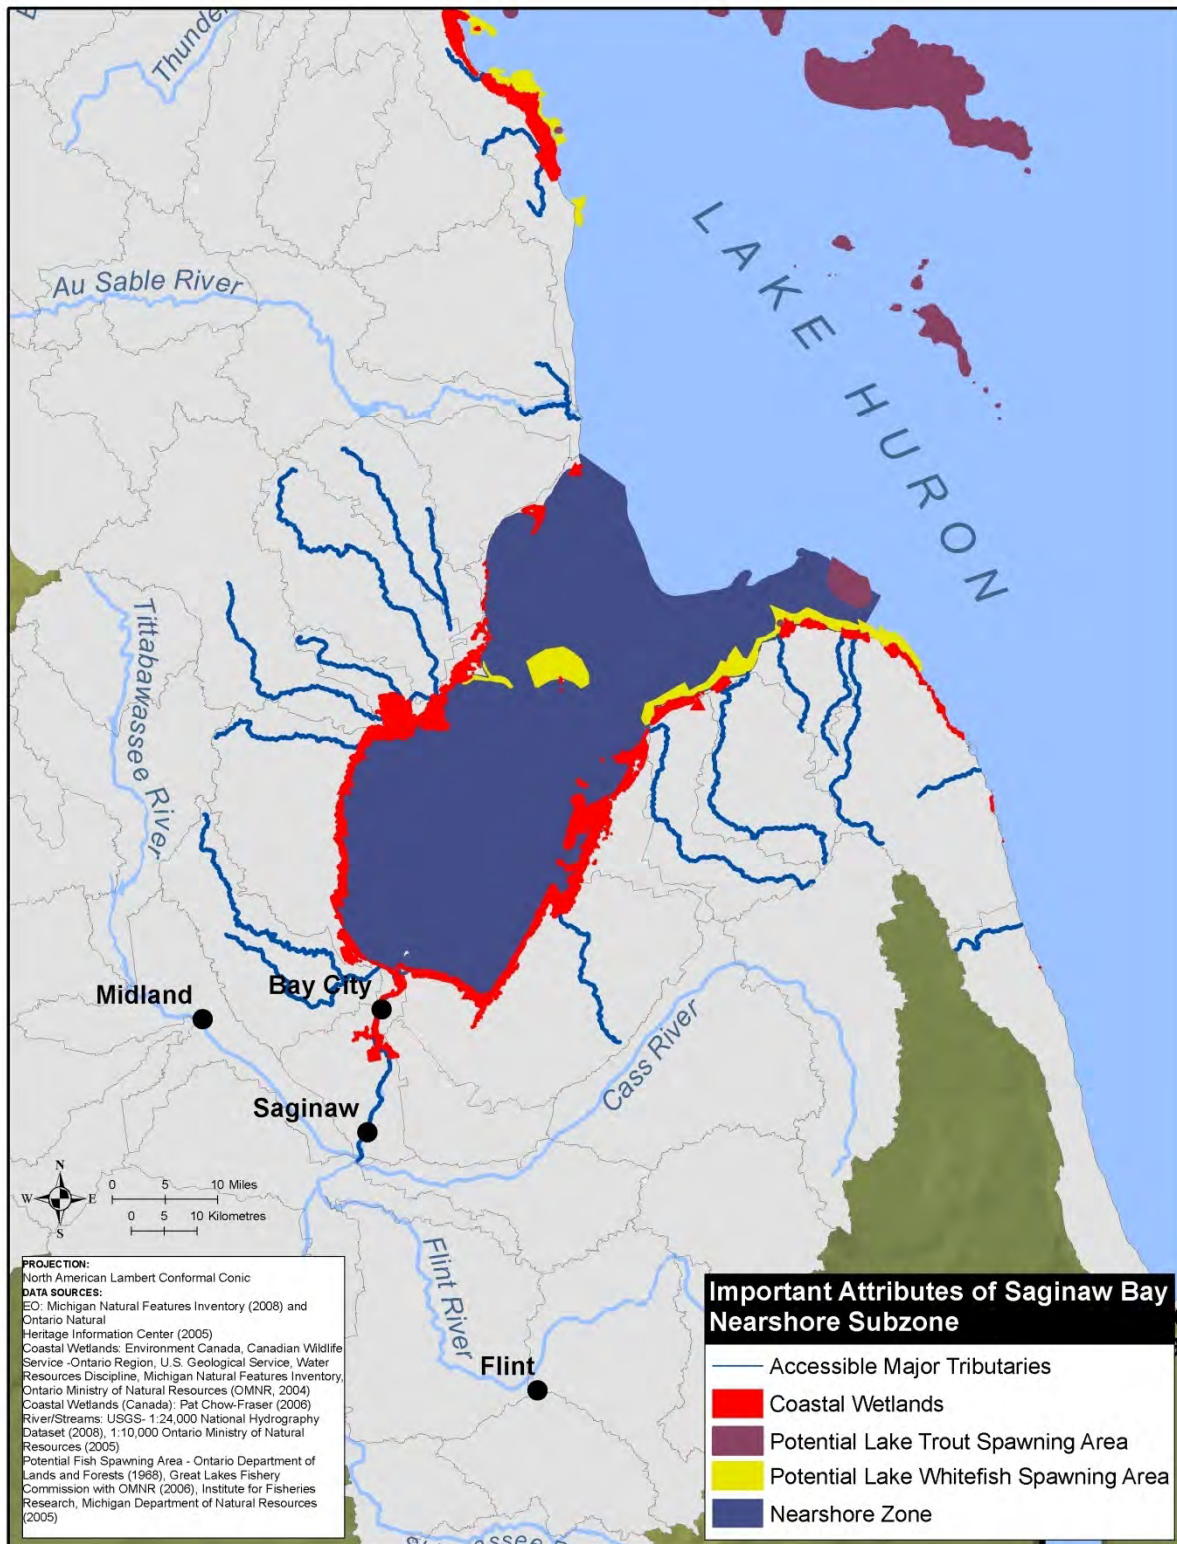 Thunder
Au Sable River
LAKE HURON
Tittabawassee River
Midland
Bay City
Saginaw
Cass River
Flint River
Flint
N
W
E
S
0 5 10 Miles
0 5 10 Kilometres
PROJECTION:
North American Lambert Conformal Conic
DATA SOURCES:
EO: Michigan Natural Features Inventory (2008) and
Ontario Natural
Heritage Information Center (2005)
Coastal Wetlands: Environment Canada, Canadian Wildlife
Service -Ontario Region, U.S. Geological Service, Water
Resources Discipline, Michigan Natural Features Inventory,
Ontario Ministry of Natural Resources (OMNR, 2004)
Coastal Wetlands (Canada): Pat Chow-Fraser (2006)
River/Streams: USGS- 1:24,000 National Hydrography
Dataset (2008), 1:10,000 Ontario Ministry of Natural
Resources (2005)
Potential Fish Spawning Area - Ontario Department of
Lands and Forests (1968), Great Lakes Fishery
Commission with OMNR (2006), Institute for Fisheries
Research, Michigan Department of Natural Resources
(2005)
Important Attributes of Saginaw Bay
Nearshore Subzone
Accessible Major Tributaries
Coastal Wetlands
Potential Lake Trout Spawning Area
Potential Lake Whitefish Spawning Area
Nearshore Zone